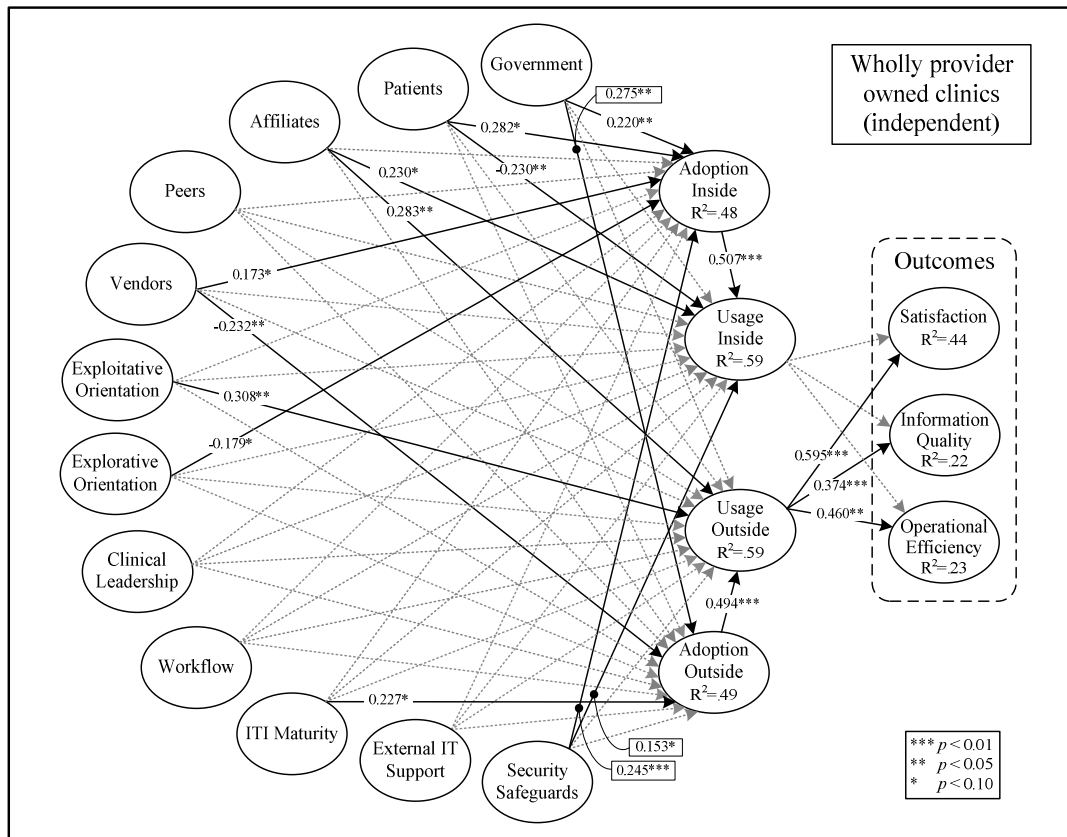 Government
Patients
Affiliates
Peers
Vendors
Exploitative
Orientation
Explorative
Orientation
Clinical
Leadership
Workflow
ITI Maturity
External IT
Support
Security
Safeguards
0.275**
0.220**
0.282*
-0.230**
0.230*
0.283**
0.173*
-0.232**
0.308**
-0.179*
0.227*
0.153*
0.245***
Adoption
Inside
R²=.48
0.507***
Usage
Inside
R²=.59
Usage
Outside
R²=.59
0.494***
Adoption
Outside
R²=.49
0.595***
0.374***
0.460**
Wholly provider
owned clinics
(independent)
Outcomes
Satisfaction
R²=.44
Information
Quality
R²=.22
Operational
Efficiency
R²=.23
*** p < 0.01
** p < 0.05
* p < 0.10